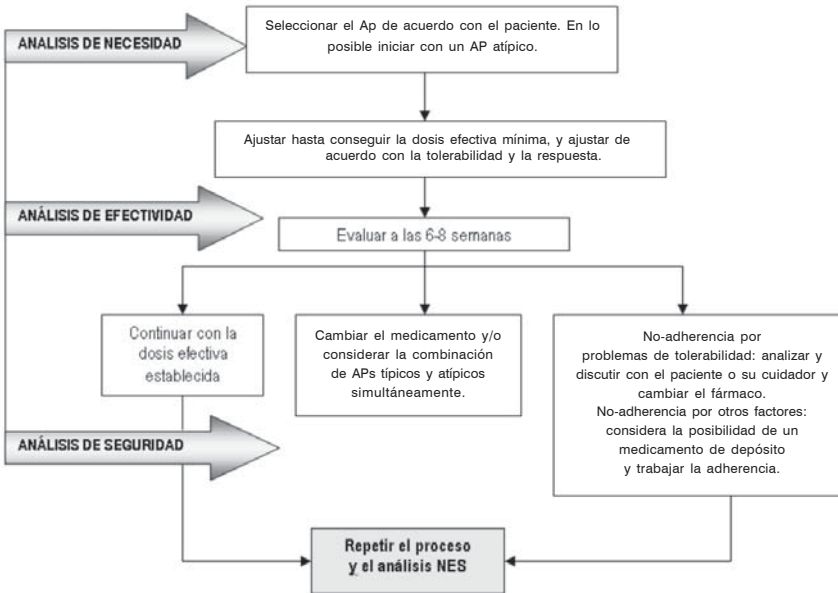 ANALISIS DE NECESIDAD
Seleccionar el Ap de acuerdo con el paciente. En lo
posible iniciar con un AP atípico.
Ajustar hasta conseguir la dosis efectiva mínima, y ajustar de
acuerdo con la tolerabilidad y la respuesta.
ANÁLISIS DE EFECTIVIDAD
Evaluar a las 6-8 semanas
Continuar con la
dosis efectiva
establecida
Cambiar el medicamento y/o
considerar la combinación
de APs típicos y atípicos
simultáneamente.
No-adherencia por
problemas de tolerabilidad: analizar y
discutir con el paciente o su cuidador y
cambiar el fármaco.
No-adherencia por otros factores:
considera la posibilidad de un
medicamento de depósito
y trabajar la adherencia.
ANÁLISIS DE SEGURIDAD
Repetir el proceso
y el análisis NES